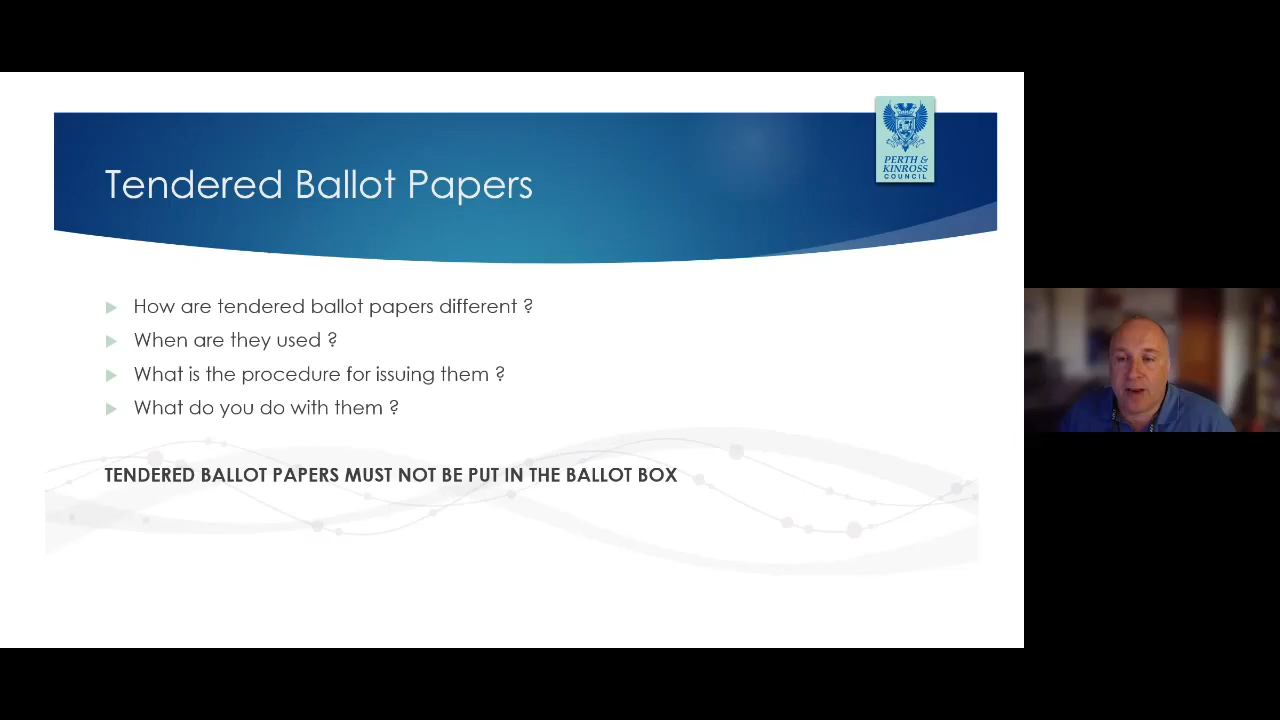 PERTH &
KINROSS
COUNCIL
Tendered Ballot Papers
How are tendered ballot papers different ?
When are they used ?
What is the procedure for issuing them ?
What do you do with them ?
TENDERED BALLOT PAPERS MUST NOT BE PUT IN THE BALLOT BOX